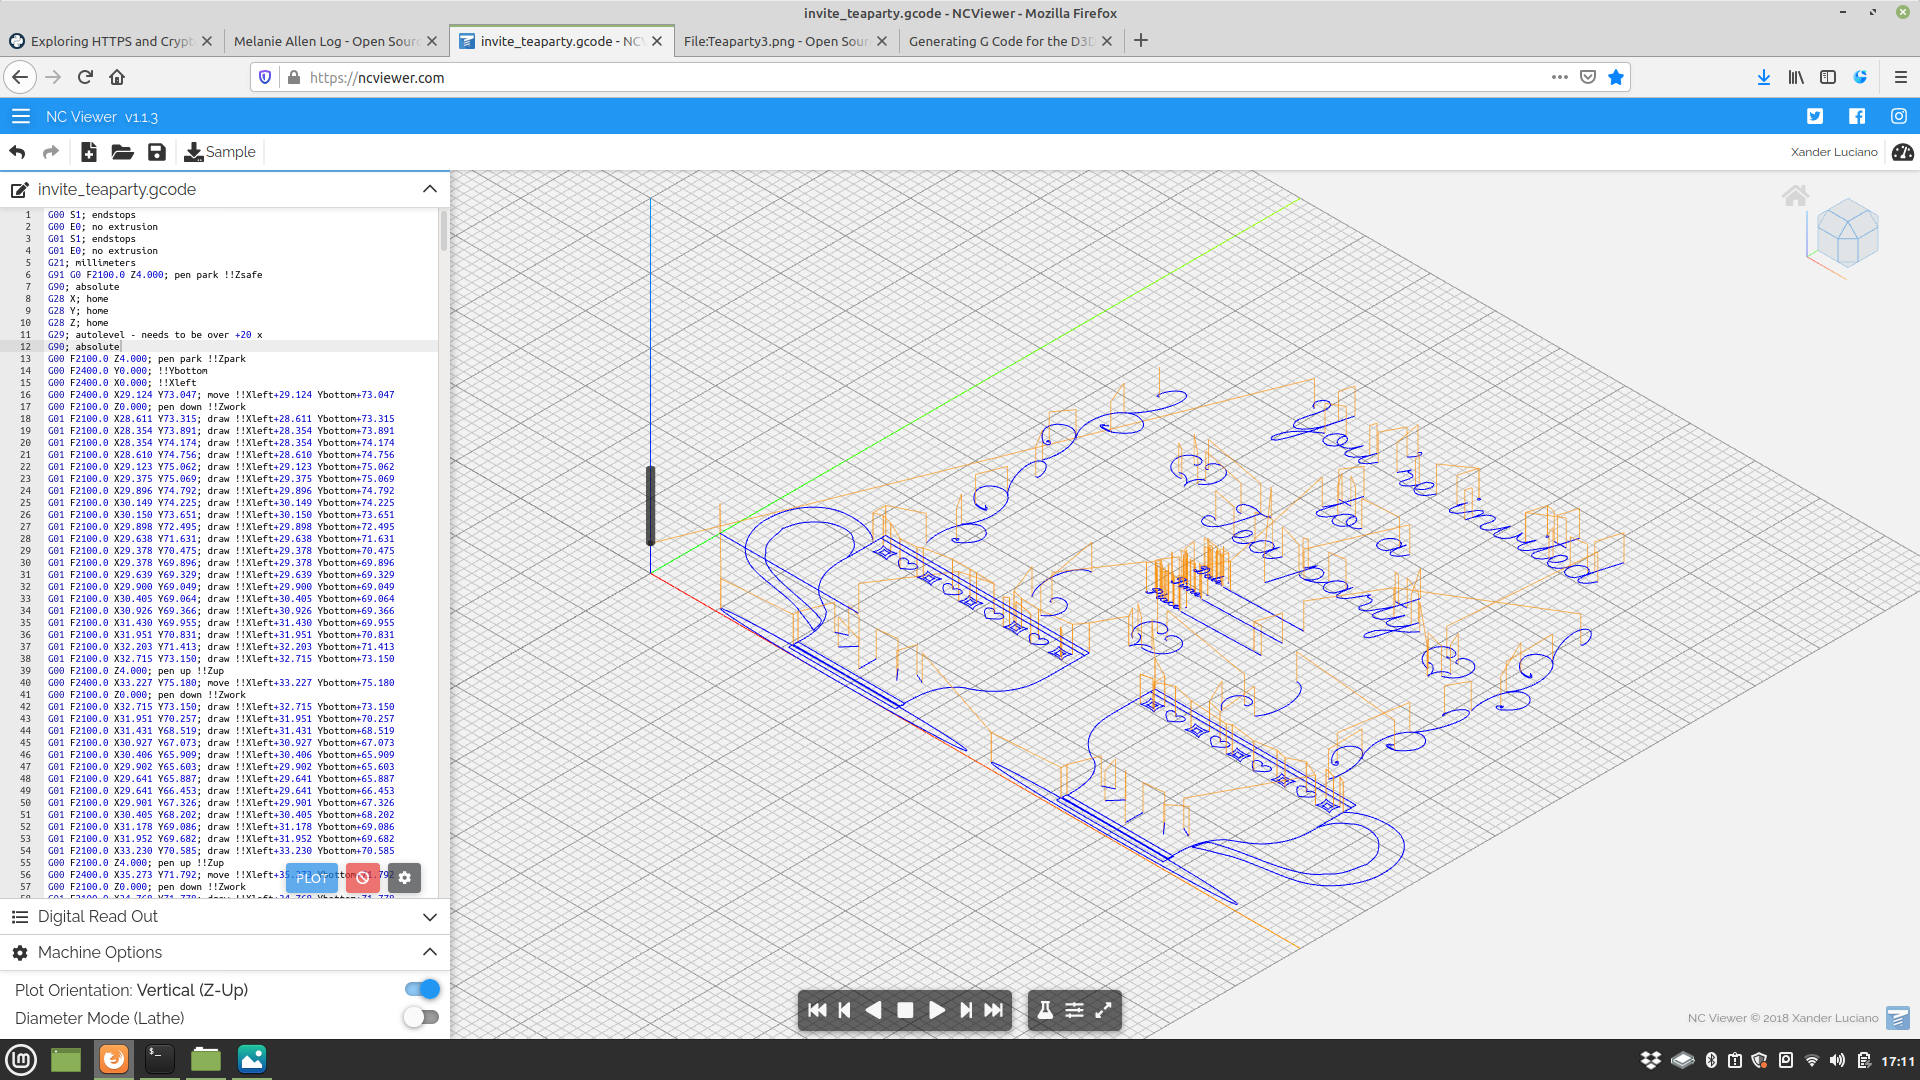 invite_teaparty.gcode - NCViewer - Mozilla Firefox
Exploring HTTPS and Crypt
Melanie Allen Log - Open Sour
invite_teaparty.gcode - NC
File:Teaparty3.png - Open Sou
Generating G Code for the D3D
https://ncviewer.com
NC Viewer v1.1.3
Sample
Xander Luciano
invite_teaparty.gcode
1 G00 S1; endstops
2 G00 E0; no extrusion
3 G01 S1; endstops
4 G01 E0; no extrusion
5 G21; millimeters
6 G91 G0 F2100.0 Z4.000; pen park !!Zsafe
7 G90; absolute
8 G28 X; home
9 G28 Y; home
10 G28 Z; home
11 G29; autolevel - needs to be over +20 x
12 G90; absolute
13 G00 F2100.0 Z4.000; pen park !!Zpark
14 G00 F2400.0 Y0.000; !!Ybottom
15 G00 F2400.0 X0.000; !!Xleft
16 G00 F2400.0 X29.124 Y73.047; move !!Xleft+29.124 Ybottom+73.047
17 G00 F2100.0 Z0.000; pen down !!Zwork
18 G01 F2100.0 X28.611 Y73.315; draw !!Xleft+28.611 Ybottom+73.315
19 G01 F2100.0 X28.354 Y73.891; draw !!Xleft+28.354 Ybottom+73.891
20 G01 F2100.0 X28.354 Y74.174; draw !!Xleft+28.354 Ybottom+74.174
21 G01 F2100.0 X28.610 Y74.756; draw !!Xleft+28.610 Ybottom+74.756
22 G01 F2100.0 X29.123 Y75.062; draw !!Xleft+29.123 Ybottom+75.062
23 G01 F2100.0 X29.375 Y75.069; draw !!Xleft+29.375 Ybottom+75.069
24 G01 F2100.0 X29.896 Y74.792; draw !!Xleft+29.896 Ybottom+74.792
25 G01 F2100.0 X30.149 Y74.225; draw !!Xleft+30.149 Ybottom+74.225
26 G01 F2100.0 X30.150 Y73.651; draw !!Xleft+30.150 Ybottom+73.651
27 G01 F2100.0 X29.898 Y72.495; draw !!Xleft+29.898 Ybottom+72.495
28 G01 F2100.0 X29.638 Y71.631; draw !!Xleft+29.638 Ybottom+71.631
29 G01 F2100.0 X29.378 Y70.475; draw !!Xleft+29.378 Ybottom+70.475
30 G01 F2100.0 X29.378 Y69.896; draw !!Xleft+29.378 Ybottom+69.896
31 G01 F2100.0 X29.639 Y69.329; draw !!Xleft+29.639 Ybottom+69.329
32 G01 F2100.0 X29.900 Y69.049; draw !!Xleft+29.900 Ybottom+69.049
33 G01 F2100.0 X30.405 Y69.064; draw !!Xleft+30.405 Ybottom+69.064
34 G01 F2100.0 X30.926 Y69.366; draw !!Xleft+30.926 Ybottom+69.366
35 G01 F2100.0 X31.430 Y69.955; draw !!Xleft+31.430 Ybottom+69.955
36 G01 F2100.0 X31.951 Y70.831; draw !!Xleft+31.951 Ybottom+70.831
37 G01 F2100.0 X32.203 Y71.413; draw !!Xleft+32.203 Ybottom+71.413
38 G01 F2100.0 X32.715 Y73.150; draw !!Xleft+32.715 Ybottom+73.150
39 G00 F2100.0 Z4.000; pen up !!Zup
40 G00 F2400.0 X33.227 Y75.180; move !!Xleft+33.227 Ybottom+75.180
41 G00 F2100.0 Z0.000; pen down !!Zwork
42 G01 F2100.0 X32.715 Y73.150; draw !!Xleft+32.715 Ybottom+73.150
43 G01 F2100.0 X31.951 Y70.257; draw !!Xleft+31.951 Ybottom+70.257
44 G01 F2100.0 X31.431 Y68.519; draw !!Xleft+31.431 Ybottom+68.519
45 G01 F2100.0 X30.927 Y67.073; draw !!Xleft+30.927 Ybottom+67.073
46 G01 F2100.0 X30.406 Y65.909; draw !!Xleft+30.406 Ybottom+65.909
47 G01 F2100.0 X29.902 Y65.603; draw !!Xleft+29.902 Ybottom+65.603
48 G01 F2100.0 X29.641 Y65.887; draw !!Xleft+29.641 Ybottom+65.887
49 G01 F2100.0 X29.641 Y66.453; draw !!Xleft+29.641 Ybottom+66.453
50 G01 F2100.0 X29.901 Y67.326; draw !!Xleft+29.901 Ybottom+67.326
51 G01 F2100.0 X30.405 Y68.202; draw !!Xleft+30.405 Ybottom+68.202
52 G01 F2100.0 X31.178 Y69.086; draw !!Xleft+31.178 Ybottom+69.086
53 G01 F2100.0 X31.952 Y69.682; draw !!Xleft+31.952 Ybottom+69.682
54 G01 F2100.0 X33.230 Y70.585; draw !!Xleft+33.230 Ybottom+70.585
55 G00 F2100.0 Z4.000; pen up !!Zup
56 G00 F2400.0 X35.273 Y71.792; move
57 G00 F2100.0 Z0.000; pen down !!Zwork
PLOT
Digital Read Out
Machine Options
Plot Orientation: Vertical (Z-Up)
Diameter Mode (Lathe)
You're invited
to a
Tea party
Date
Time
Place
NC Viewer © 2018 Xander Luciano
17:11